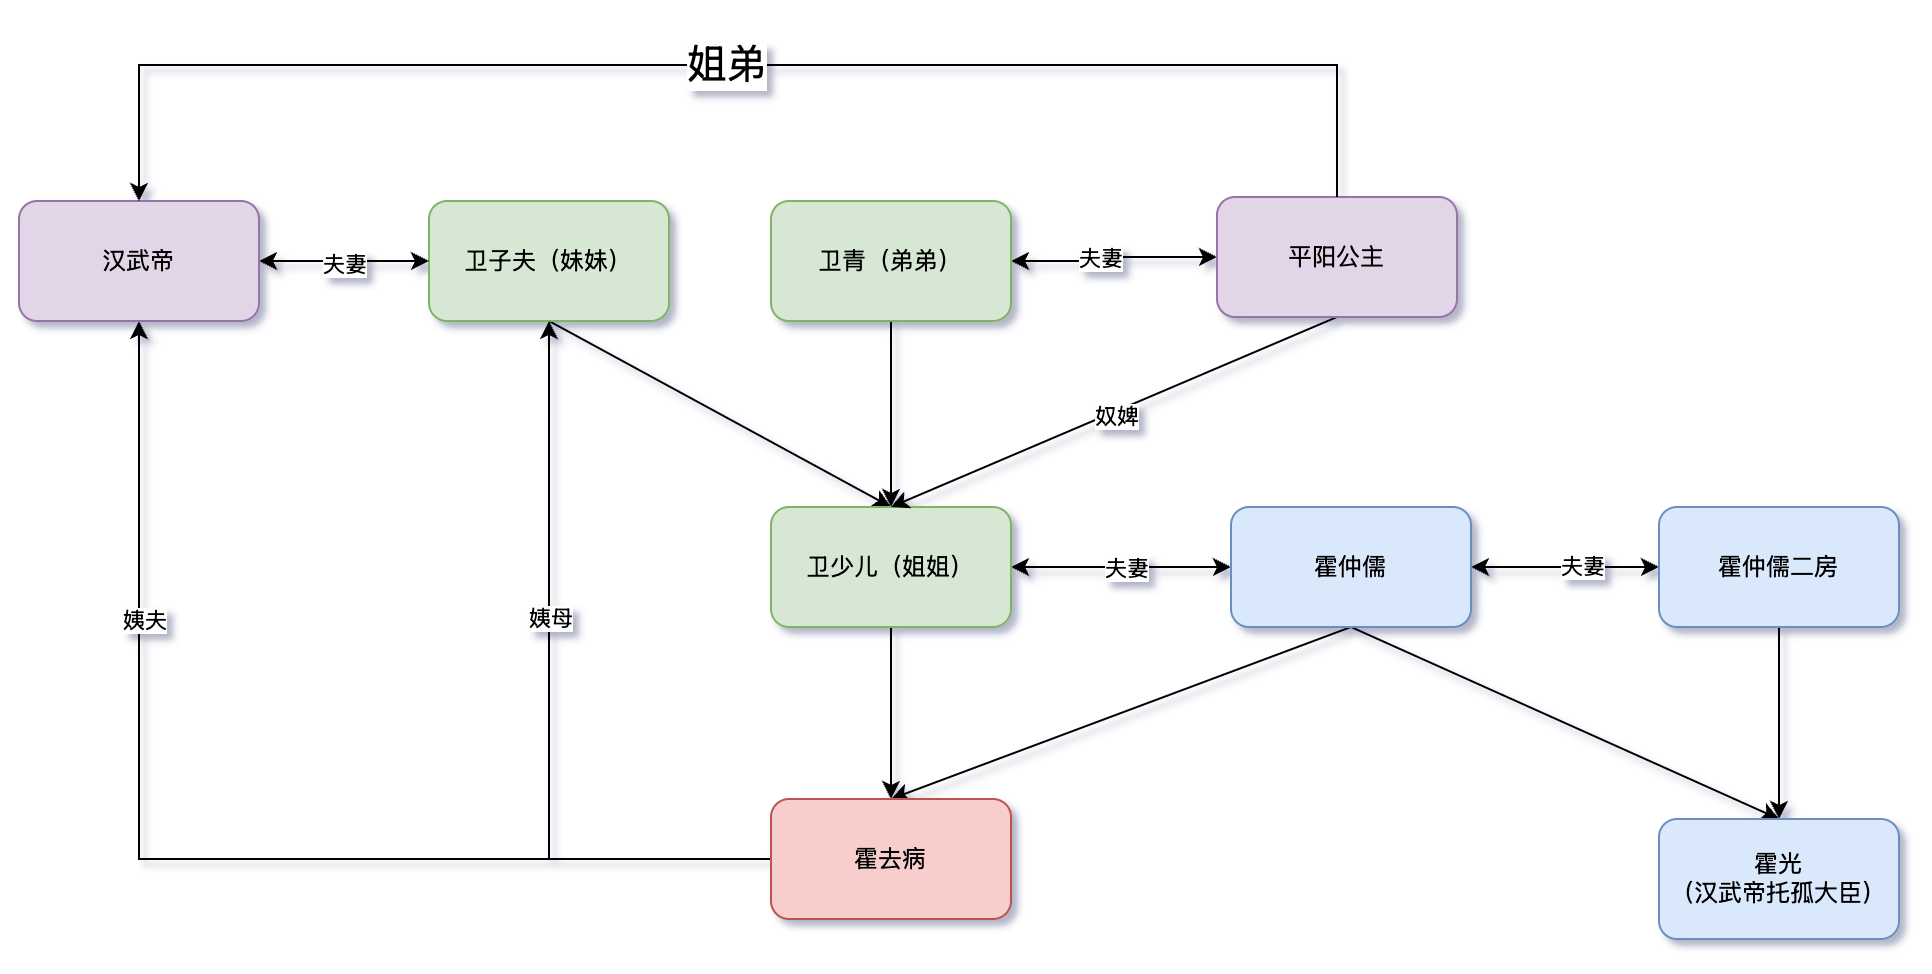 姐弟
汉武帝
夫妻
卫子夫（妹妹）
卫青（弟弟）
夫妻
平阳公主
奴婢
卫少儿（姐姐）
夫妻
霍仲儒
夫妻
霍仲儒二房
姨夫
姨母
霍去病
霍光
（汉武帝托孤大臣）